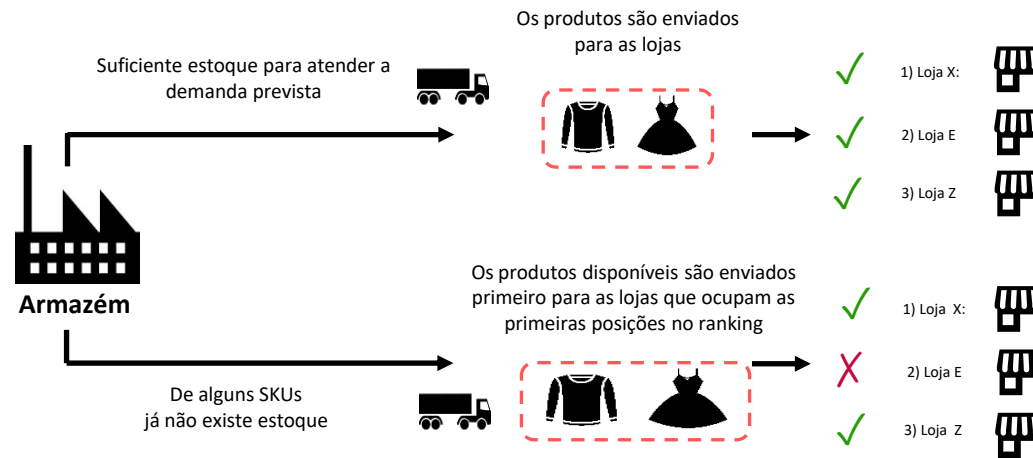 Os produtos são enviados
para as lojas
Suficiente estoque para atender a
demanda prevista
1) Loja X:
2) Loja E
3) Loja Z
Armazém
Os produtos disponíveis são enviados
primeiro para as lojas que ocupam as
primeiras posições no ranking
De alguns SKUs
já não existe estoque
1) Loja X:
2) Loja E
3) Loja Z